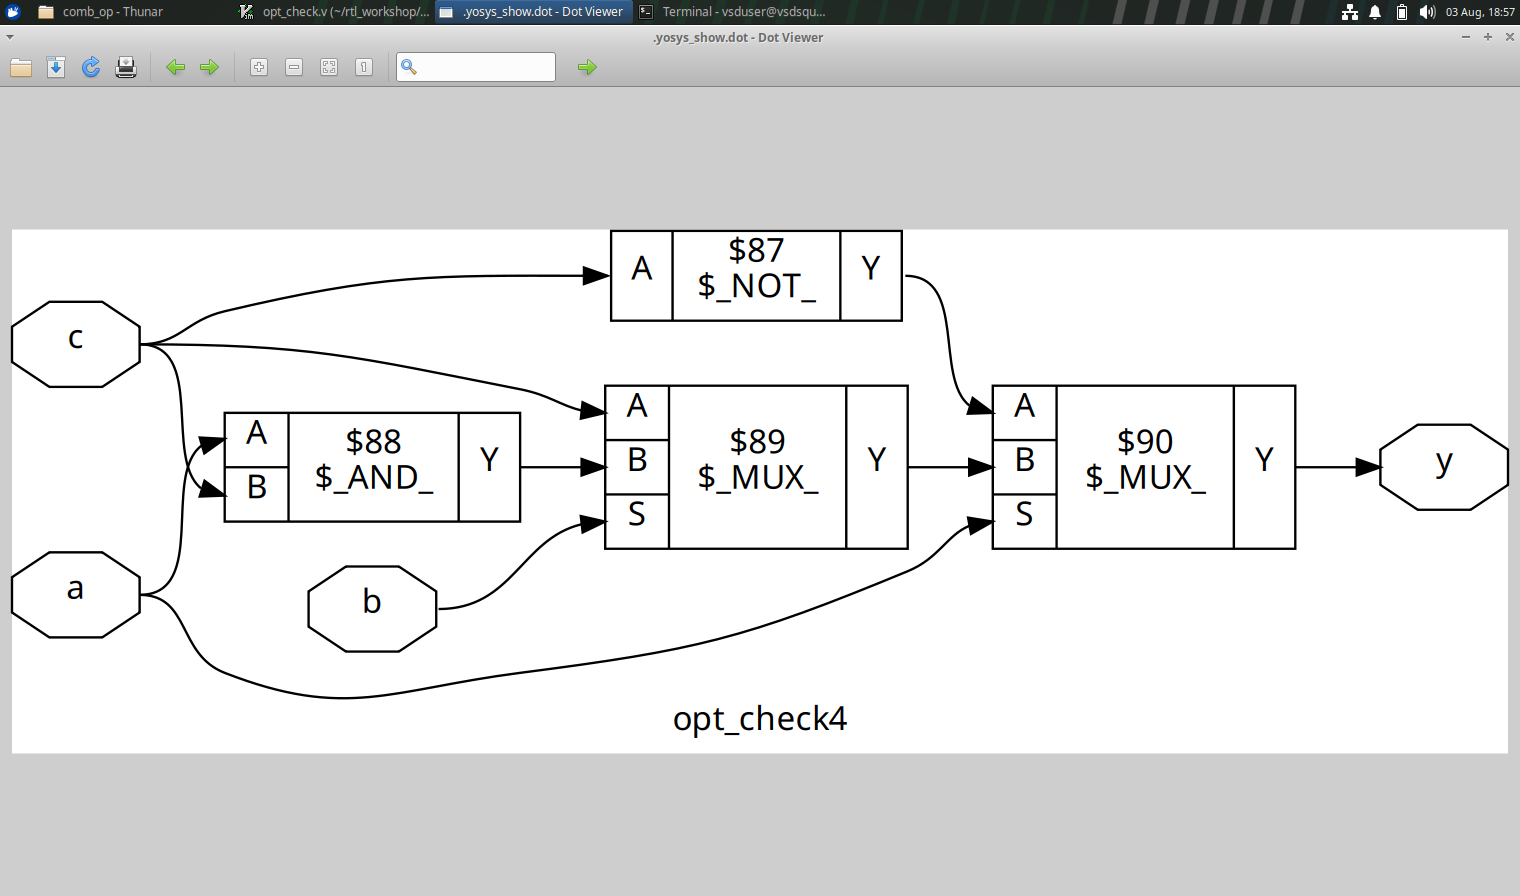 comb_op - Thunar
opt_check.v (~/rtl_workshop/...
.yosys_show.dot - Dot Viewer
Terminal - vsduser@vsdsqu...
03 Aug, 18:57
.yosys_show.dot - Dot Viewer
1
$87
A
$_NOT_
Y
c
A
$88
B
$_AND_
Y
A
$89
B
$_MUX_
Y
S
A
$90
B
$_MUX_
Y
S
y
a
b
opt_check4